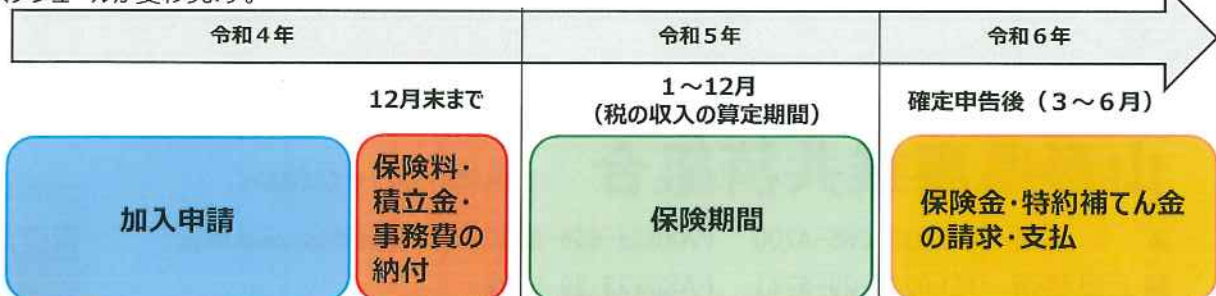 令和4年
令和5年
令和6年
12月末まで
1～12月
(税の収入の算定期間)
確定申告後(3～6月)
加入申請
保険料・
積立金・
事務費の
納付
保険期間
保険金・特約補てん金
の請求・支払